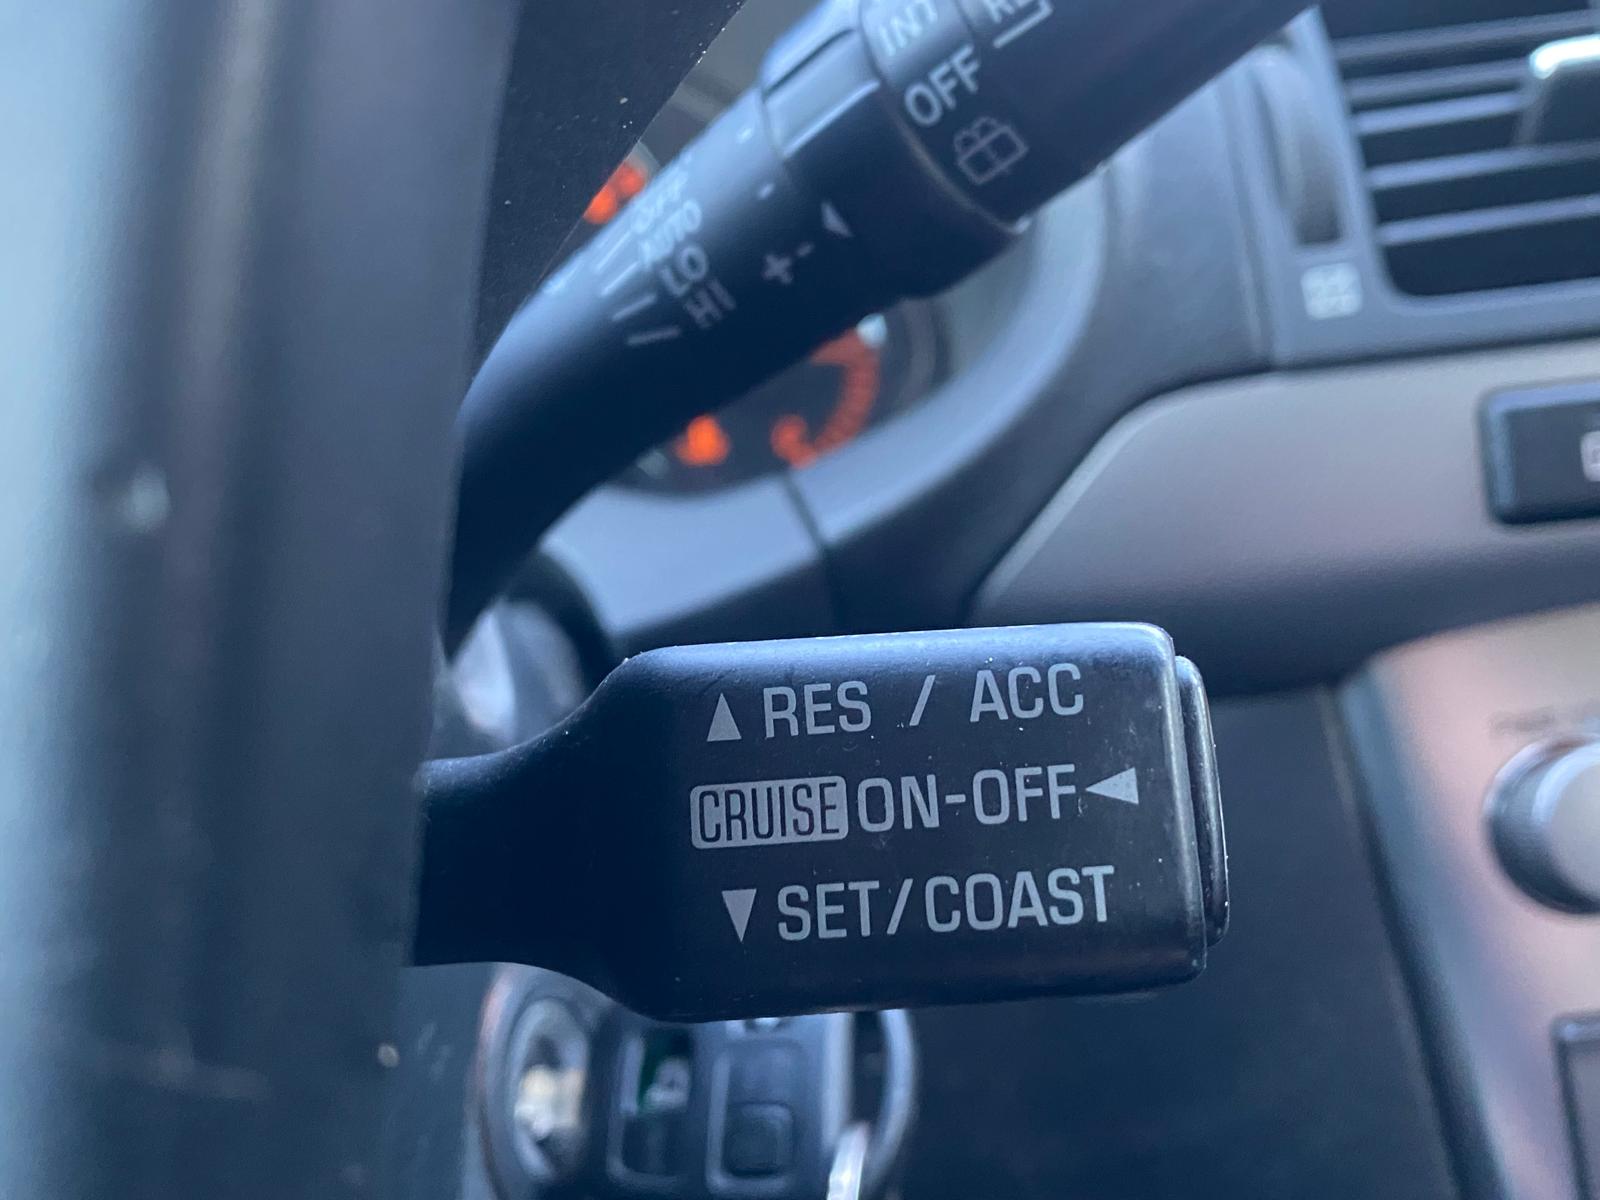 INT
OFF
OFF
AUTO
LO
HI
- +
▲ RES / ACC
CRUISE ON-OFF ◄
▼ SET/COAST